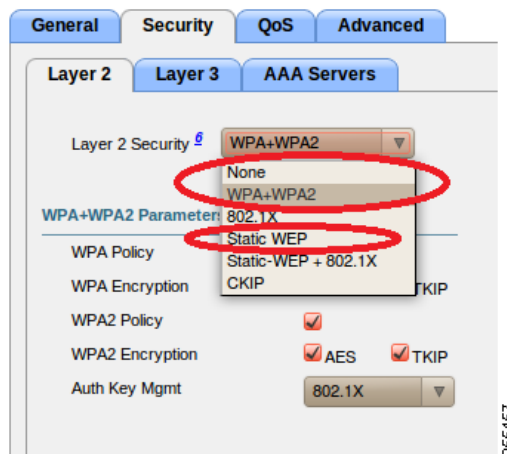 General Security QoS Advanced
Layer 2 Layer 3 AAA Servers
Layer 2 Security 6 WPA+WPA2
None
WPA+WPA2
WPA+WPA2 Parameter 802.1X
Static WEP
WPA Policy
Static-WEP + 802.1X
WPA Encryption CKIP TKIP
WPA2 Policy
WPA2 Encryption AES TKIP
Auth Key Mgmt 802.1X